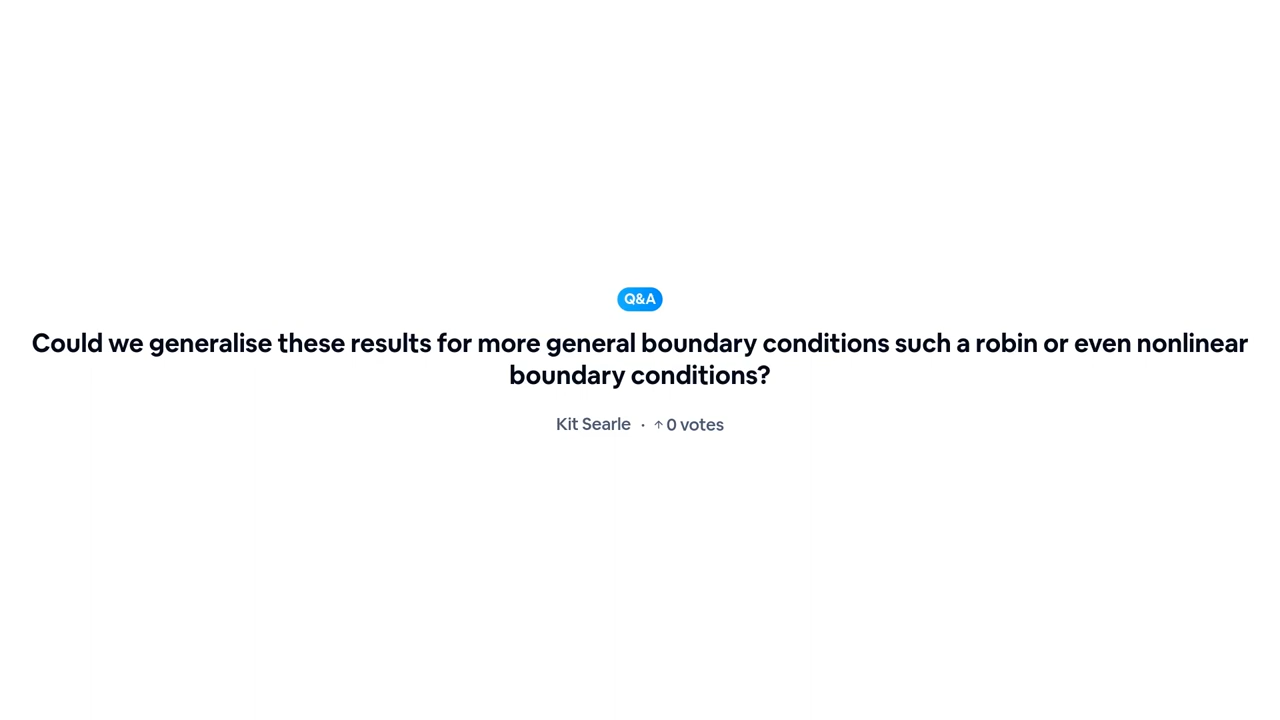 Q&A
Could we generalise these results for more general boundary conditions such a robin or even nonlinear
boundary conditions?
Kit Searle · ↑ 0 votes